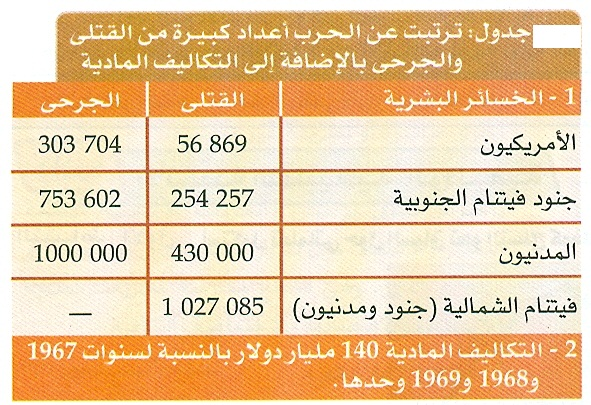 جدول: ترتبت عن الحرب أعداد كبيرة من القتلى
والجرحى بالإضافة إلى التكاليف المادية
1 - الخسائر البشرية القتلى الجرحى
الأمريكيون 56 869 303 704
جنود فيتنام الجنوبية 254 257 753 602
المدنيون 430 000 1000 000
فيتنام الشمالية (جنود ومدنيون) 1 027 085 —
2 - التكاليف المادية 140 مليار دولار بالنسبة لسنوات 1967
و1968 و1969 وحدها.